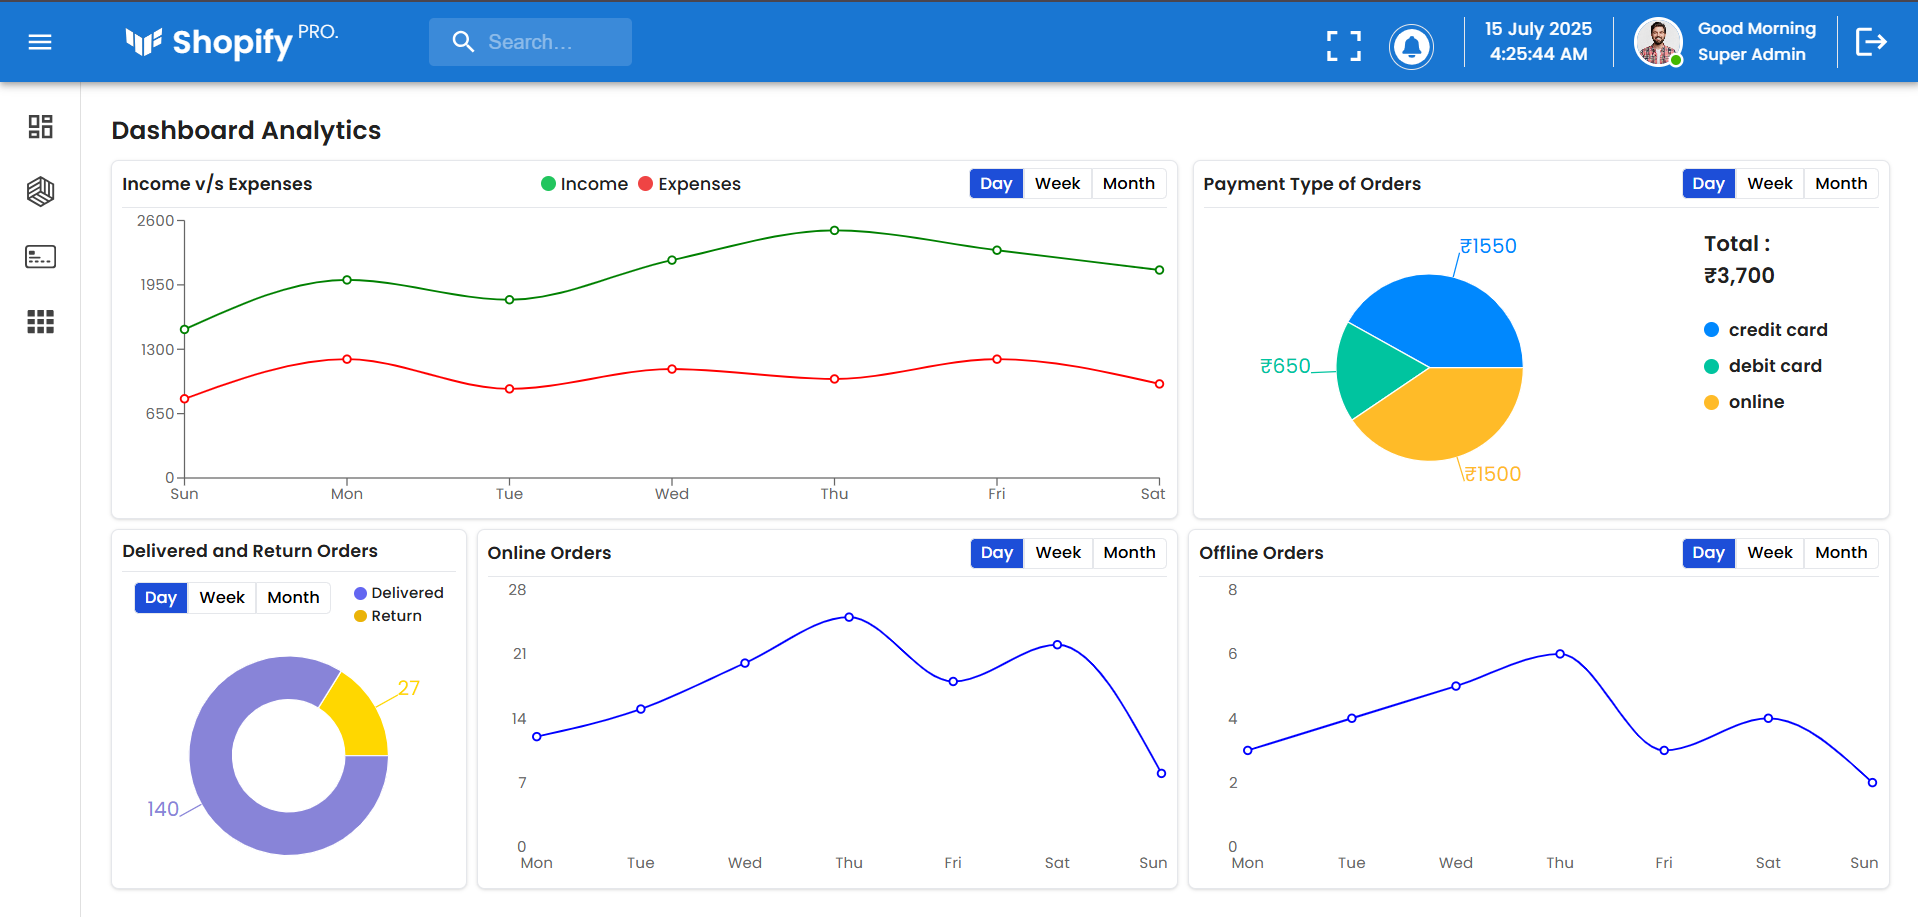 Shopify PRO.
Search...
15 July 2025
4:25:44 AM
Good Morning
Super Admin
Dashboard Analytics
Income v/s Expenses
Income Expenses
Day Week Month
2600
1950
1300
650
0
Sun Mon Tue Wed Thu Fri Sat
Payment Type of Orders
Day Week Month
₹1550
₹650
₹1500
Total :
₹3,700
credit card
debit card
online
Delivered and Return Orders
Day Week Month
Delivered
Return
27
140
Online Orders
Day Week Month
28
21
14
7
0
Mon Tue Wed Thu Fri Sat Sun
Offline Orders
Day Week Month
8
6
4
2
0
Mon Tue Wed Thu Fri Sat Sun